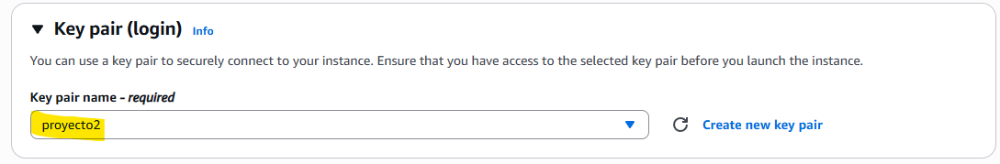 Key pair (login) Info
You can use a key pair to securely connect to your instance. Ensure that you have access to the selected key pair before you launch the instance.
Key pair name - required
proyecto2
Create new key pair